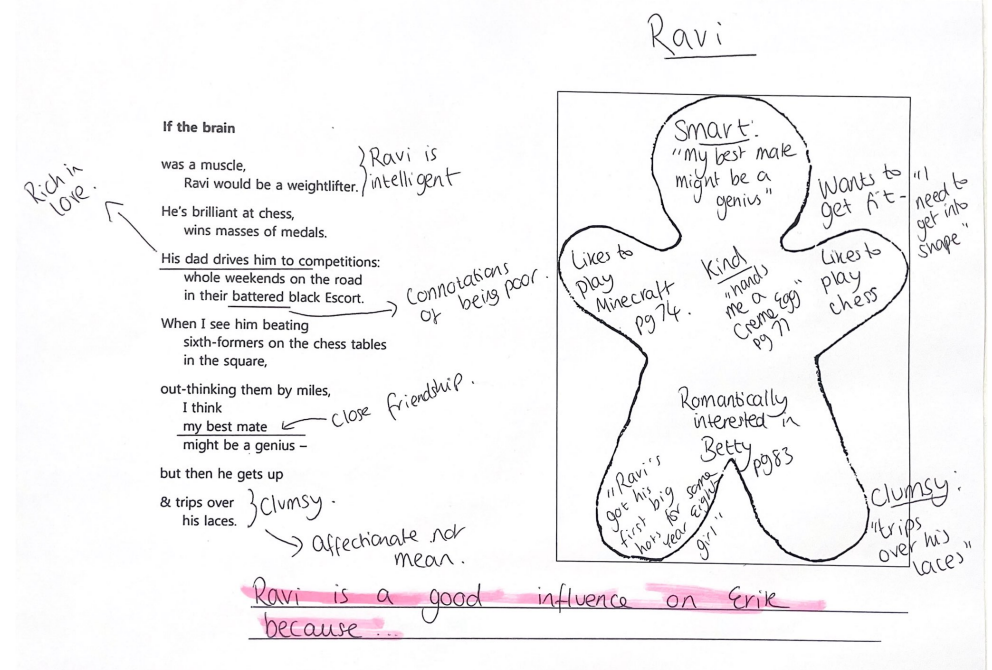 Ravi
If the brain
was a muscle,
Ravi would be a weightlifter.
Ravi is
intelligent
He's brilliant at chess,
wins masses of medals.
Rich in
love.
His dad drives him to competitions:
whole weekends on the road
in their battered black Escort.
Connotations
of being poor.
When I see him beating
sixth-formers on the chess tables
in the square,
out-thinking them by miles,
I think
my best mate
might be a genius –
close friendship.
but then he gets up
& trips over
his laces.
Clumsy.
affectionate not
mean.
Smart:
"My best mate
might be a
genius"
Wants to
get fit-
"I
need to
get into
shape"
Likes to
play
Minecraft
pg74.
Kind
"hands
me a
Creme Egg"
pg 77
Likes to
play
chess
Romantically
interested in
Betty
pg83
"Ravi's
got his
first big
hots for some
Year Eight
girl"
Clumsy:
"trips
over his
laces"
Ravi is a good influence on Erik
because ...